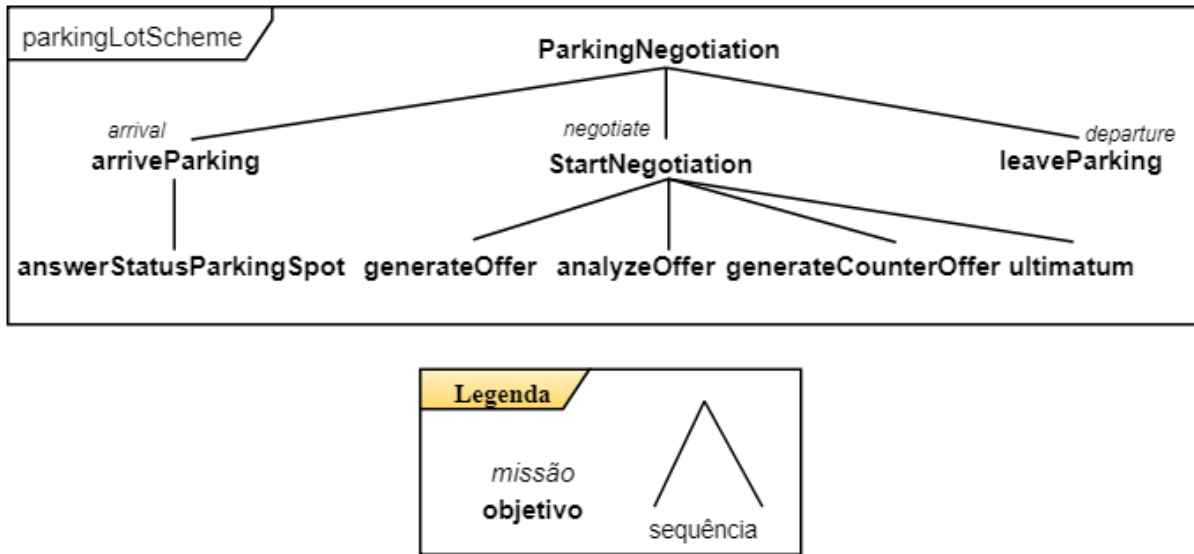 parkingLotScheme
ParkingNegotiation
arrival negotiate departure
arriveParking StartNegotiation leaveParking
answerStatusParkingSpot generateOffer analyzeOffer generateCounterOffer ultimatum
Legenda
missão
objetivo
sequência